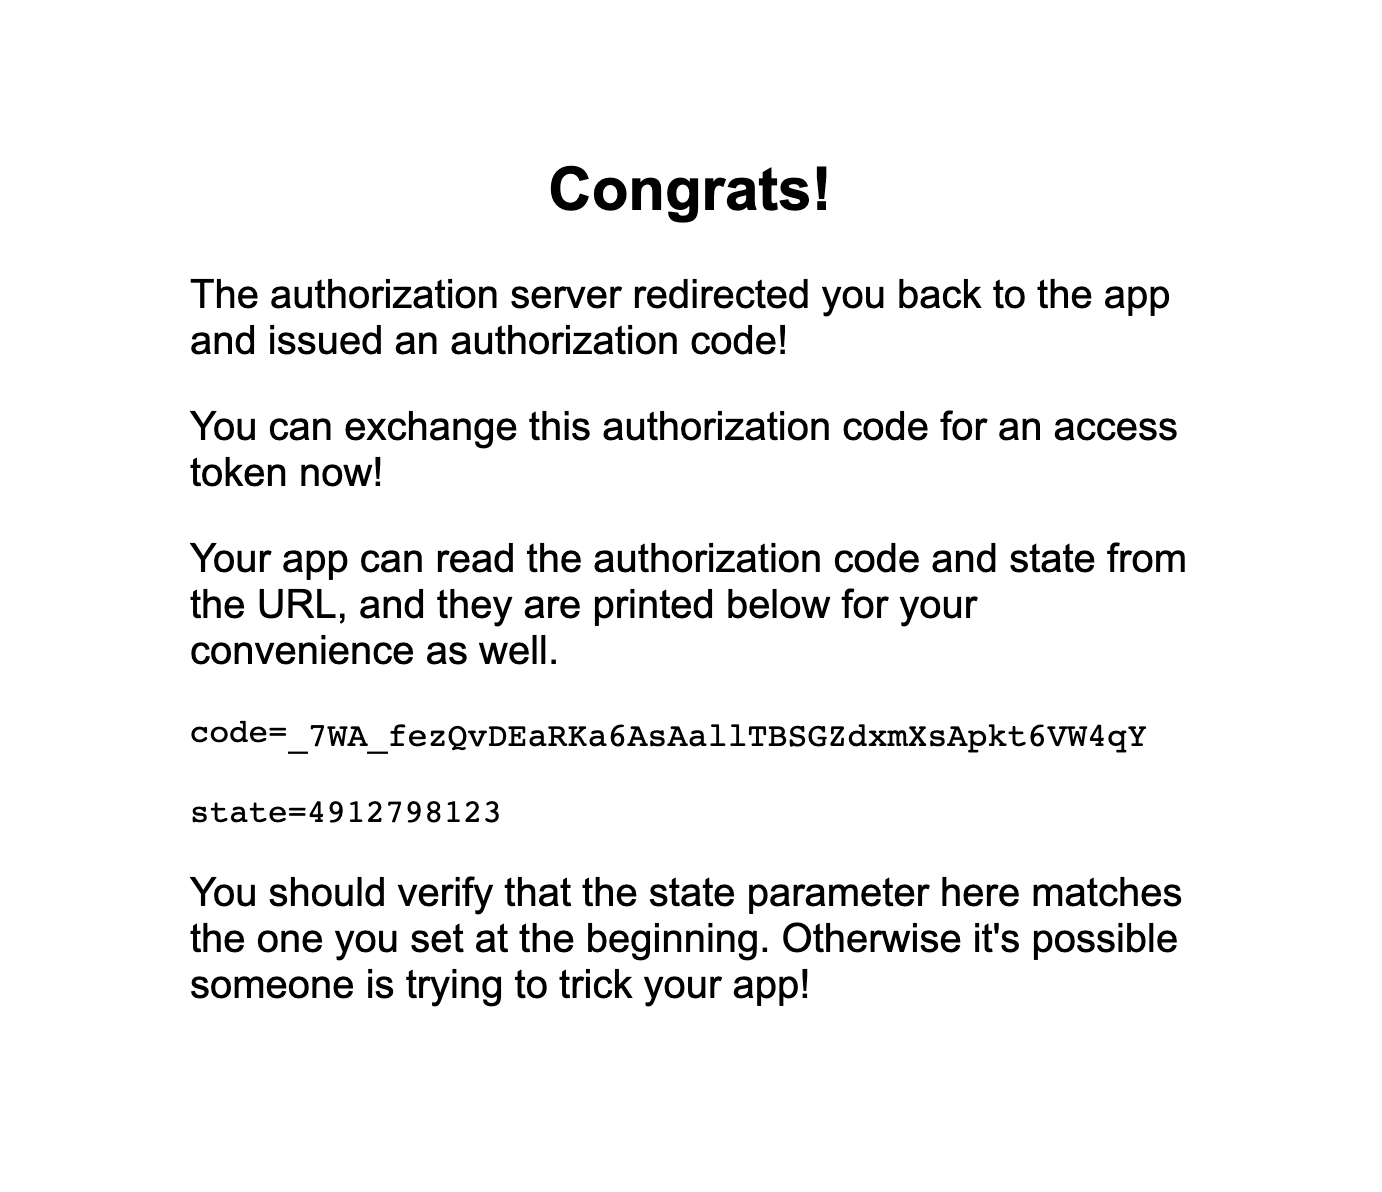 Congrats!
The authorization server redirected you back to the app
and issued an authorization code!
You can exchange this authorization code for an access
token now!
Your app can read the authorization code and state from
the URL, and they are printed below for your
convenience as well.
code=_7WA_fezQvDEaRKa6AsAallTBSGZdxmXsApkt6VW4qY
state=4912798123
You should verify that the state parameter here matches
the one you set at the beginning. Otherwise it's possible
someone is trying to trick your app!